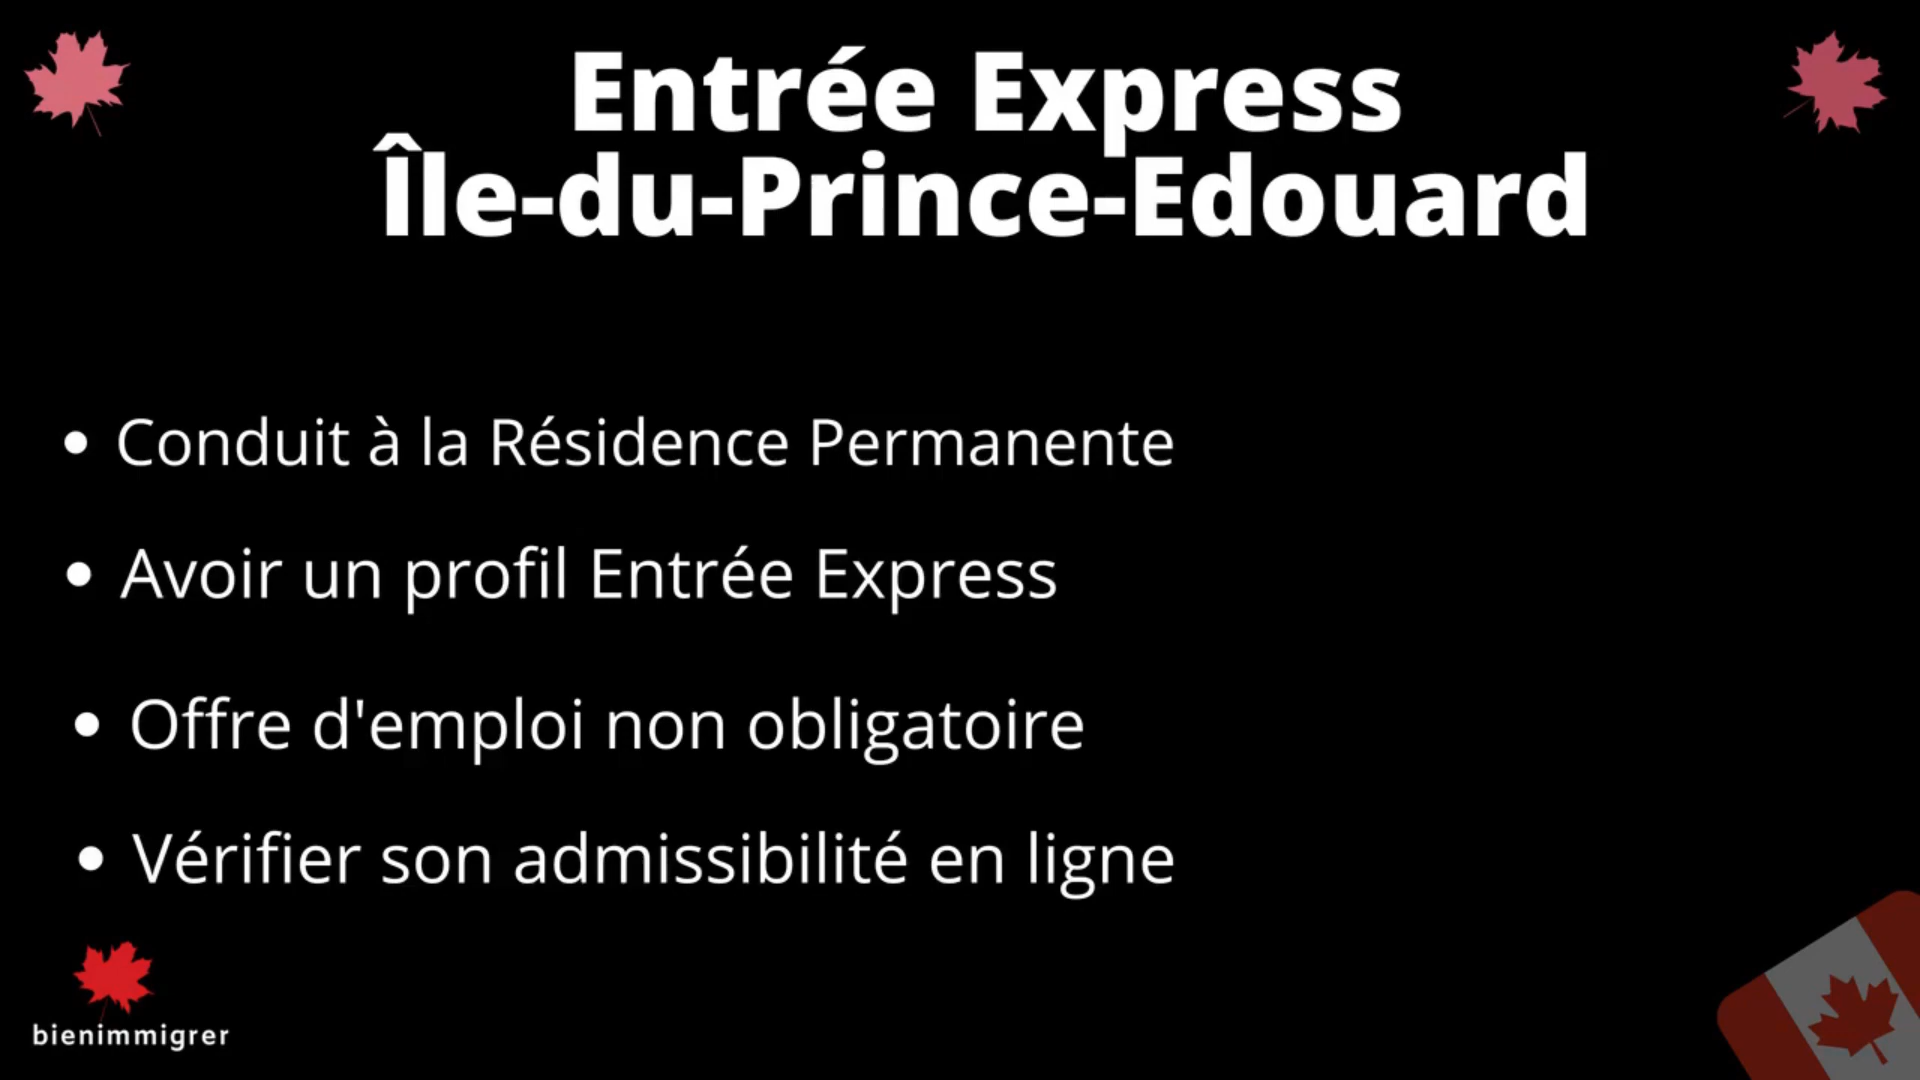 Entrée Express
Île-du-Prince-Edouard
• Conduit à la Résidence Permanente
• Avoir un profil Entrée Express
• Offre d'emploi non obligatoire
• Vérifier son admissibilité en ligne
bienimmigrer